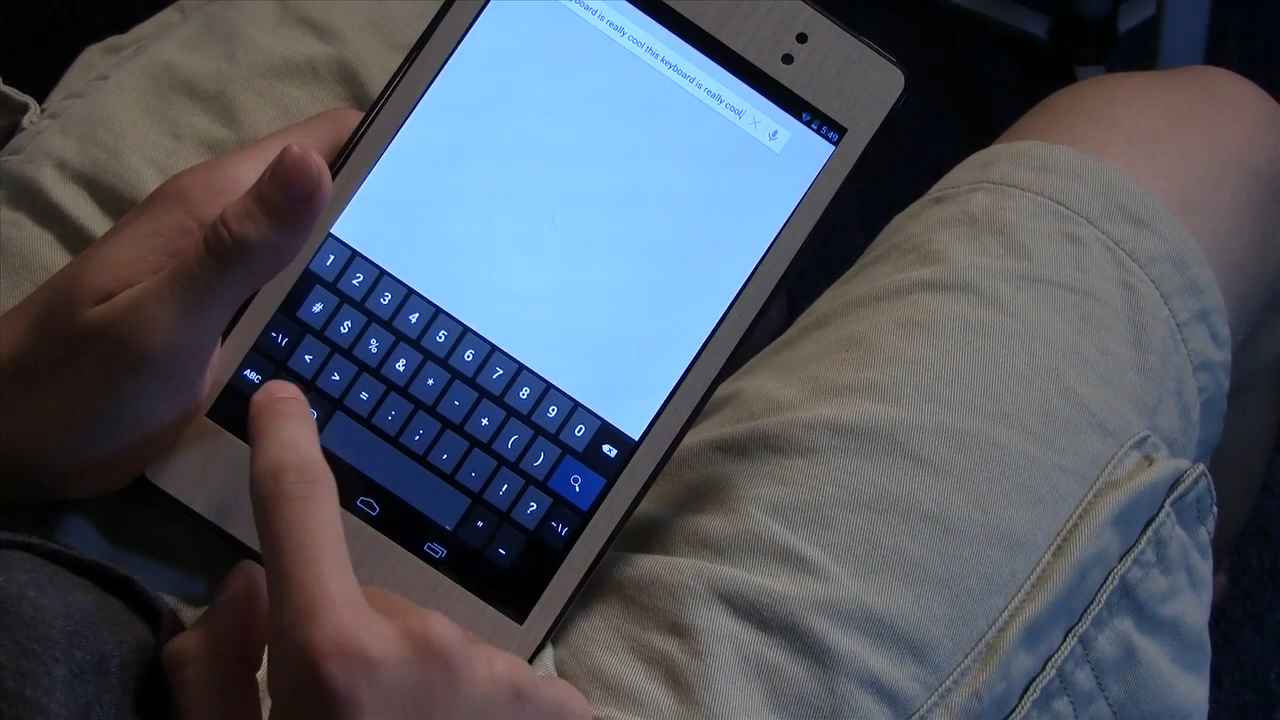 5:49
yboard is really cool this keyboard is really cool
1 2 3 4 5 6 7 8 9 0
# $ % & * - + ( )
~\{ < > = : ; , . ! ? ~\{
ABC " _